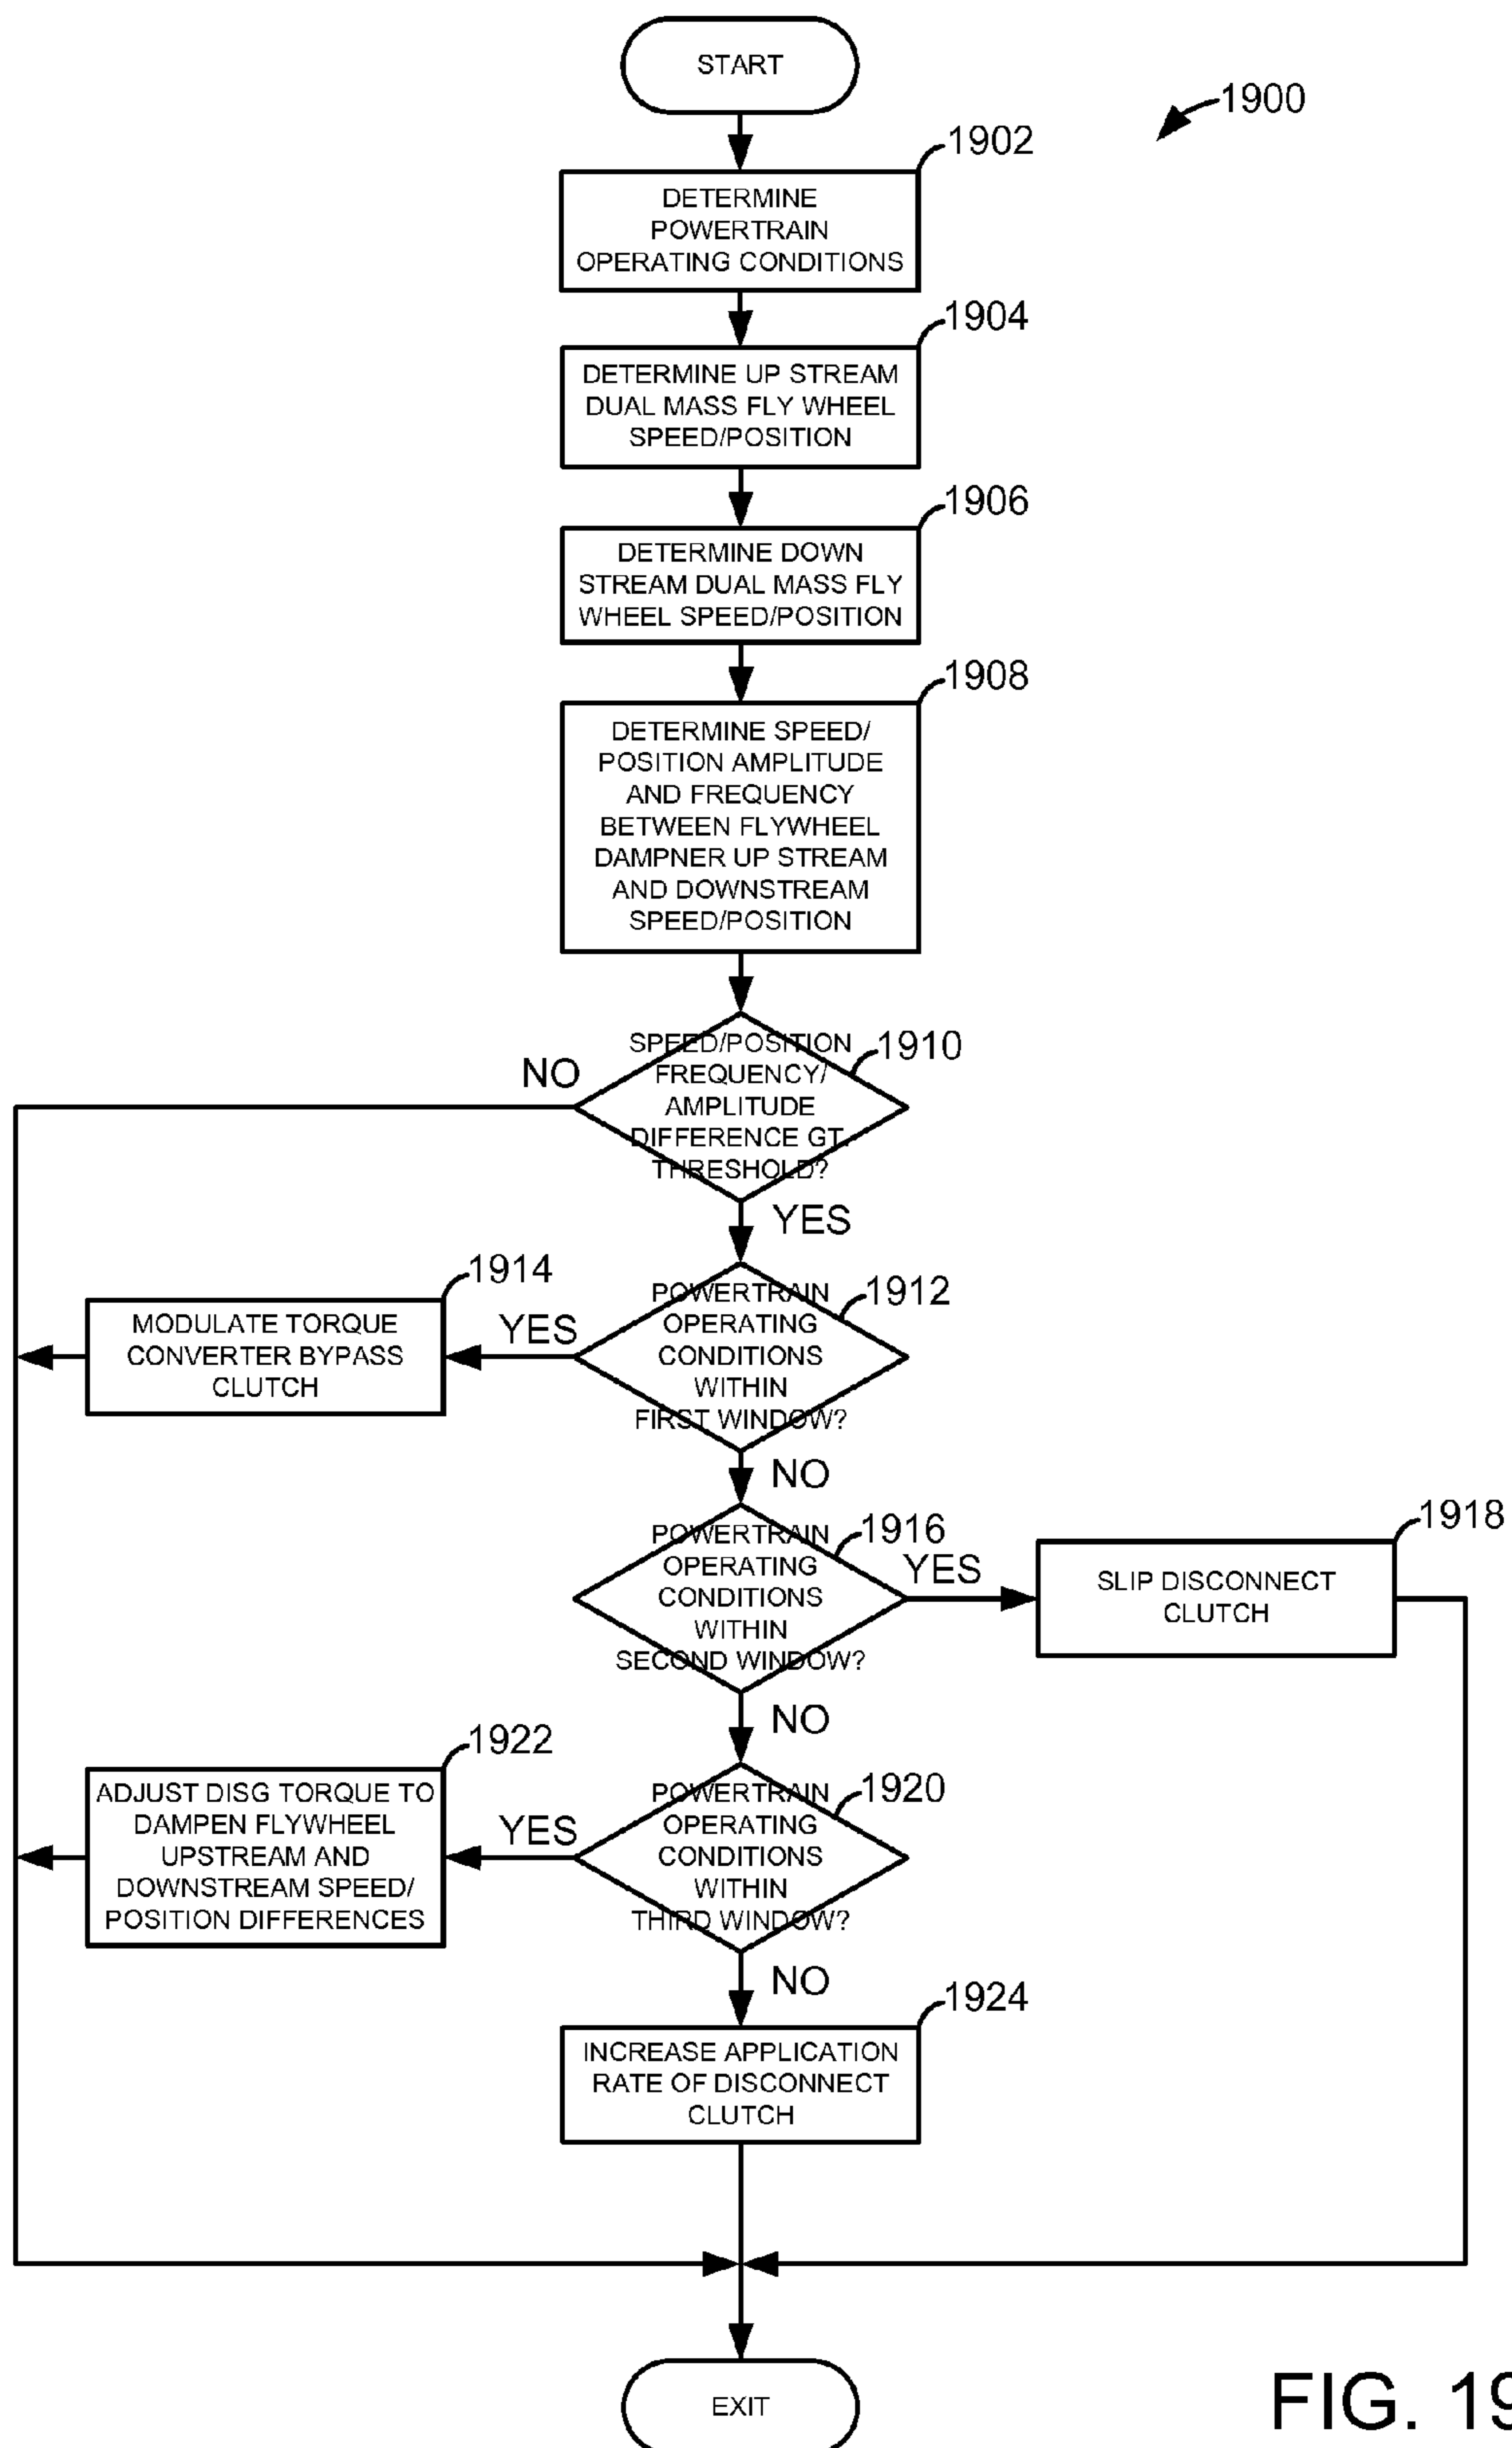 START
1900
1902
DETERMINE
POWERTRAIN
OPERATING CONDITIONS
1904
DETERMINE UP STREAM
DUAL MASS FLY WHEEL
SPEED/POSITION
1906
DETERMINE DOWN
STREAM DUAL MASS FLY
WHEEL SPEED/POSITION
1908
DETERMINE SPEED/
POSITION AMPLITUDE
AND FREQUENCY
BETWEEN FLYWHEEL
DAMPNER UP STREAM
AND DOWNSTREAM
SPEED/POSITION
1910
SPEED/POSITION
FREQUENCY/
AMPLITUDE
DIFFERENCE GT.
THRESHOLD?
NO
YES
1912
POWERTRAIN
OPERATING
CONDITIONS
WITHIN
FIRST WINDOW?
YES
1914
MODULATE TORQUE
CONVERTER BYPASS
CLUTCH
NO
1916
POWERTRAIN
OPERATING
CONDITIONS
WITHIN
SECOND WINDOW?
YES
1918
SLIP DISCONNECT
CLUTCH
NO
1920
POWERTRAIN
OPERATING
CONDITIONS
WITHIN
THIRD WINDOW?
YES
1922
ADJUST DISG TORQUE TO
DAMPEN FLYWHEEL
UPSTREAM AND
DOWNSTREAM SPEED/
POSITION DIFFERENCES
NO
1924
INCREASE APPLICATION
RATE OF DISCONNECT
CLUTCH
EXIT
FIG. 19